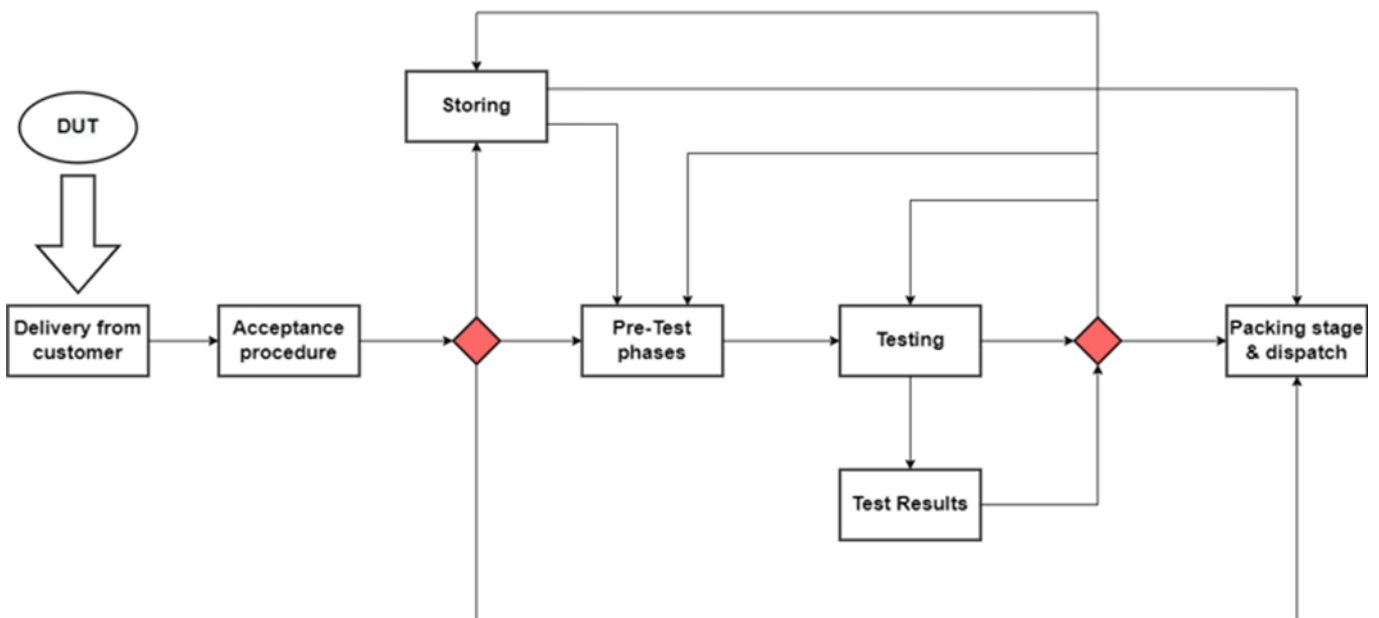 DUT
Storing
Delivery from
customer
Acceptance
procedure
Pre-Test
phases
Testing
Packing stage
& dispatch
Test Results